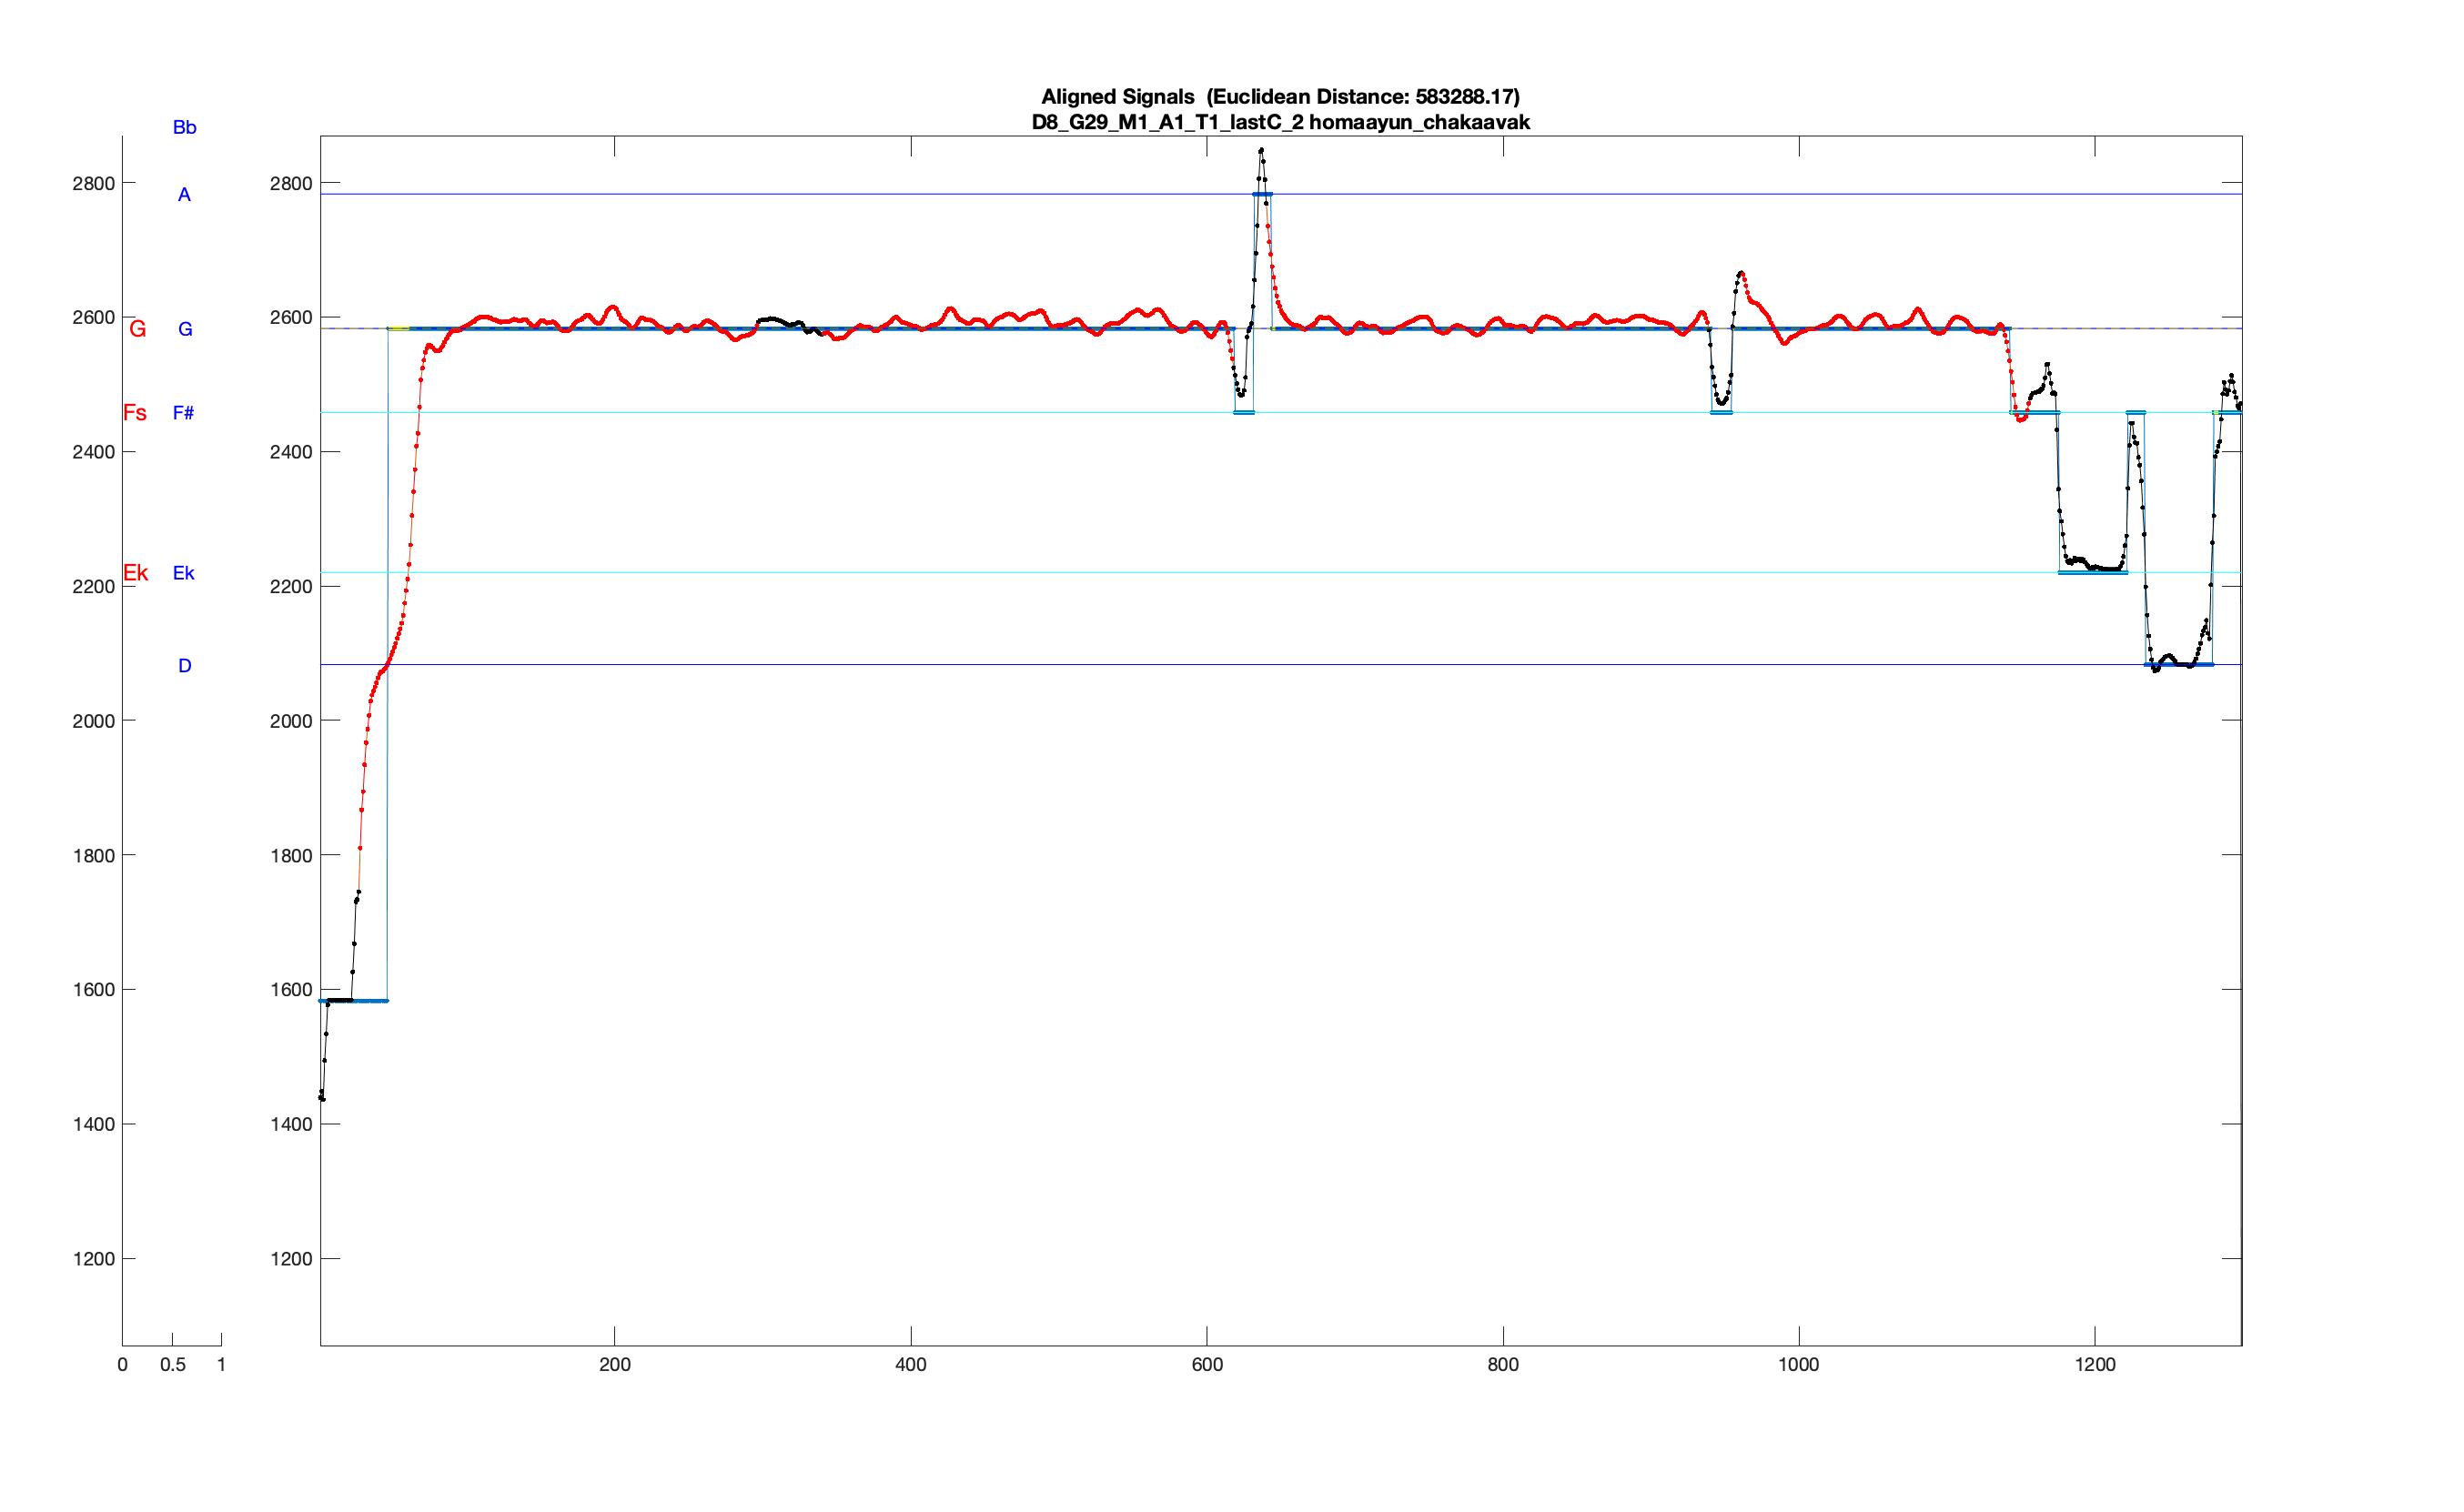 Aligned Signals (Euclidean Distance: 583288.17)
D8_G29_M1_A1_T1_lastC_2 homaayun_chakaavak
Bb
2800 A 2800
2600 G G 2600
Fs F#
2400 2400
Ek Ek
2200 2200
D
2000 2000
1800 1800
1600 1600
1400 1400
1200 1200
0 0.5 1 200 400 600 800 1000 1200